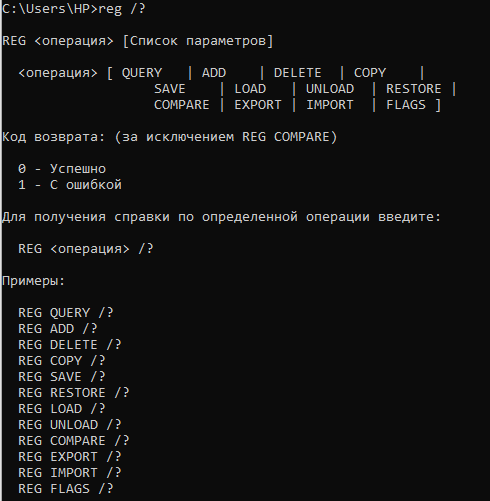 C:\Users\HP>reg /?
REG <операция> [Список параметров]
<операция> [ QUERY | ADD | DELETE | COPY |
SAVE | LOAD | UNLOAD | RESTORE |
COMPARE | EXPORT | IMPORT | FLAGS ]
Код возврата: (за исключением REG COMPARE)
0 - Успешно
1 - С ошибкой
Для получения справки по определенной операции введите:
REG <операция> /?
Примеры:
REG QUERY /?
REG ADD /?
REG DELETE /?
REG COPY /?
REG SAVE /?
REG RESTORE /?
REG LOAD /?
REG UNLOAD /?
REG COMPARE /?
REG EXPORT /?
REG IMPORT /?
REG FLAGS /?